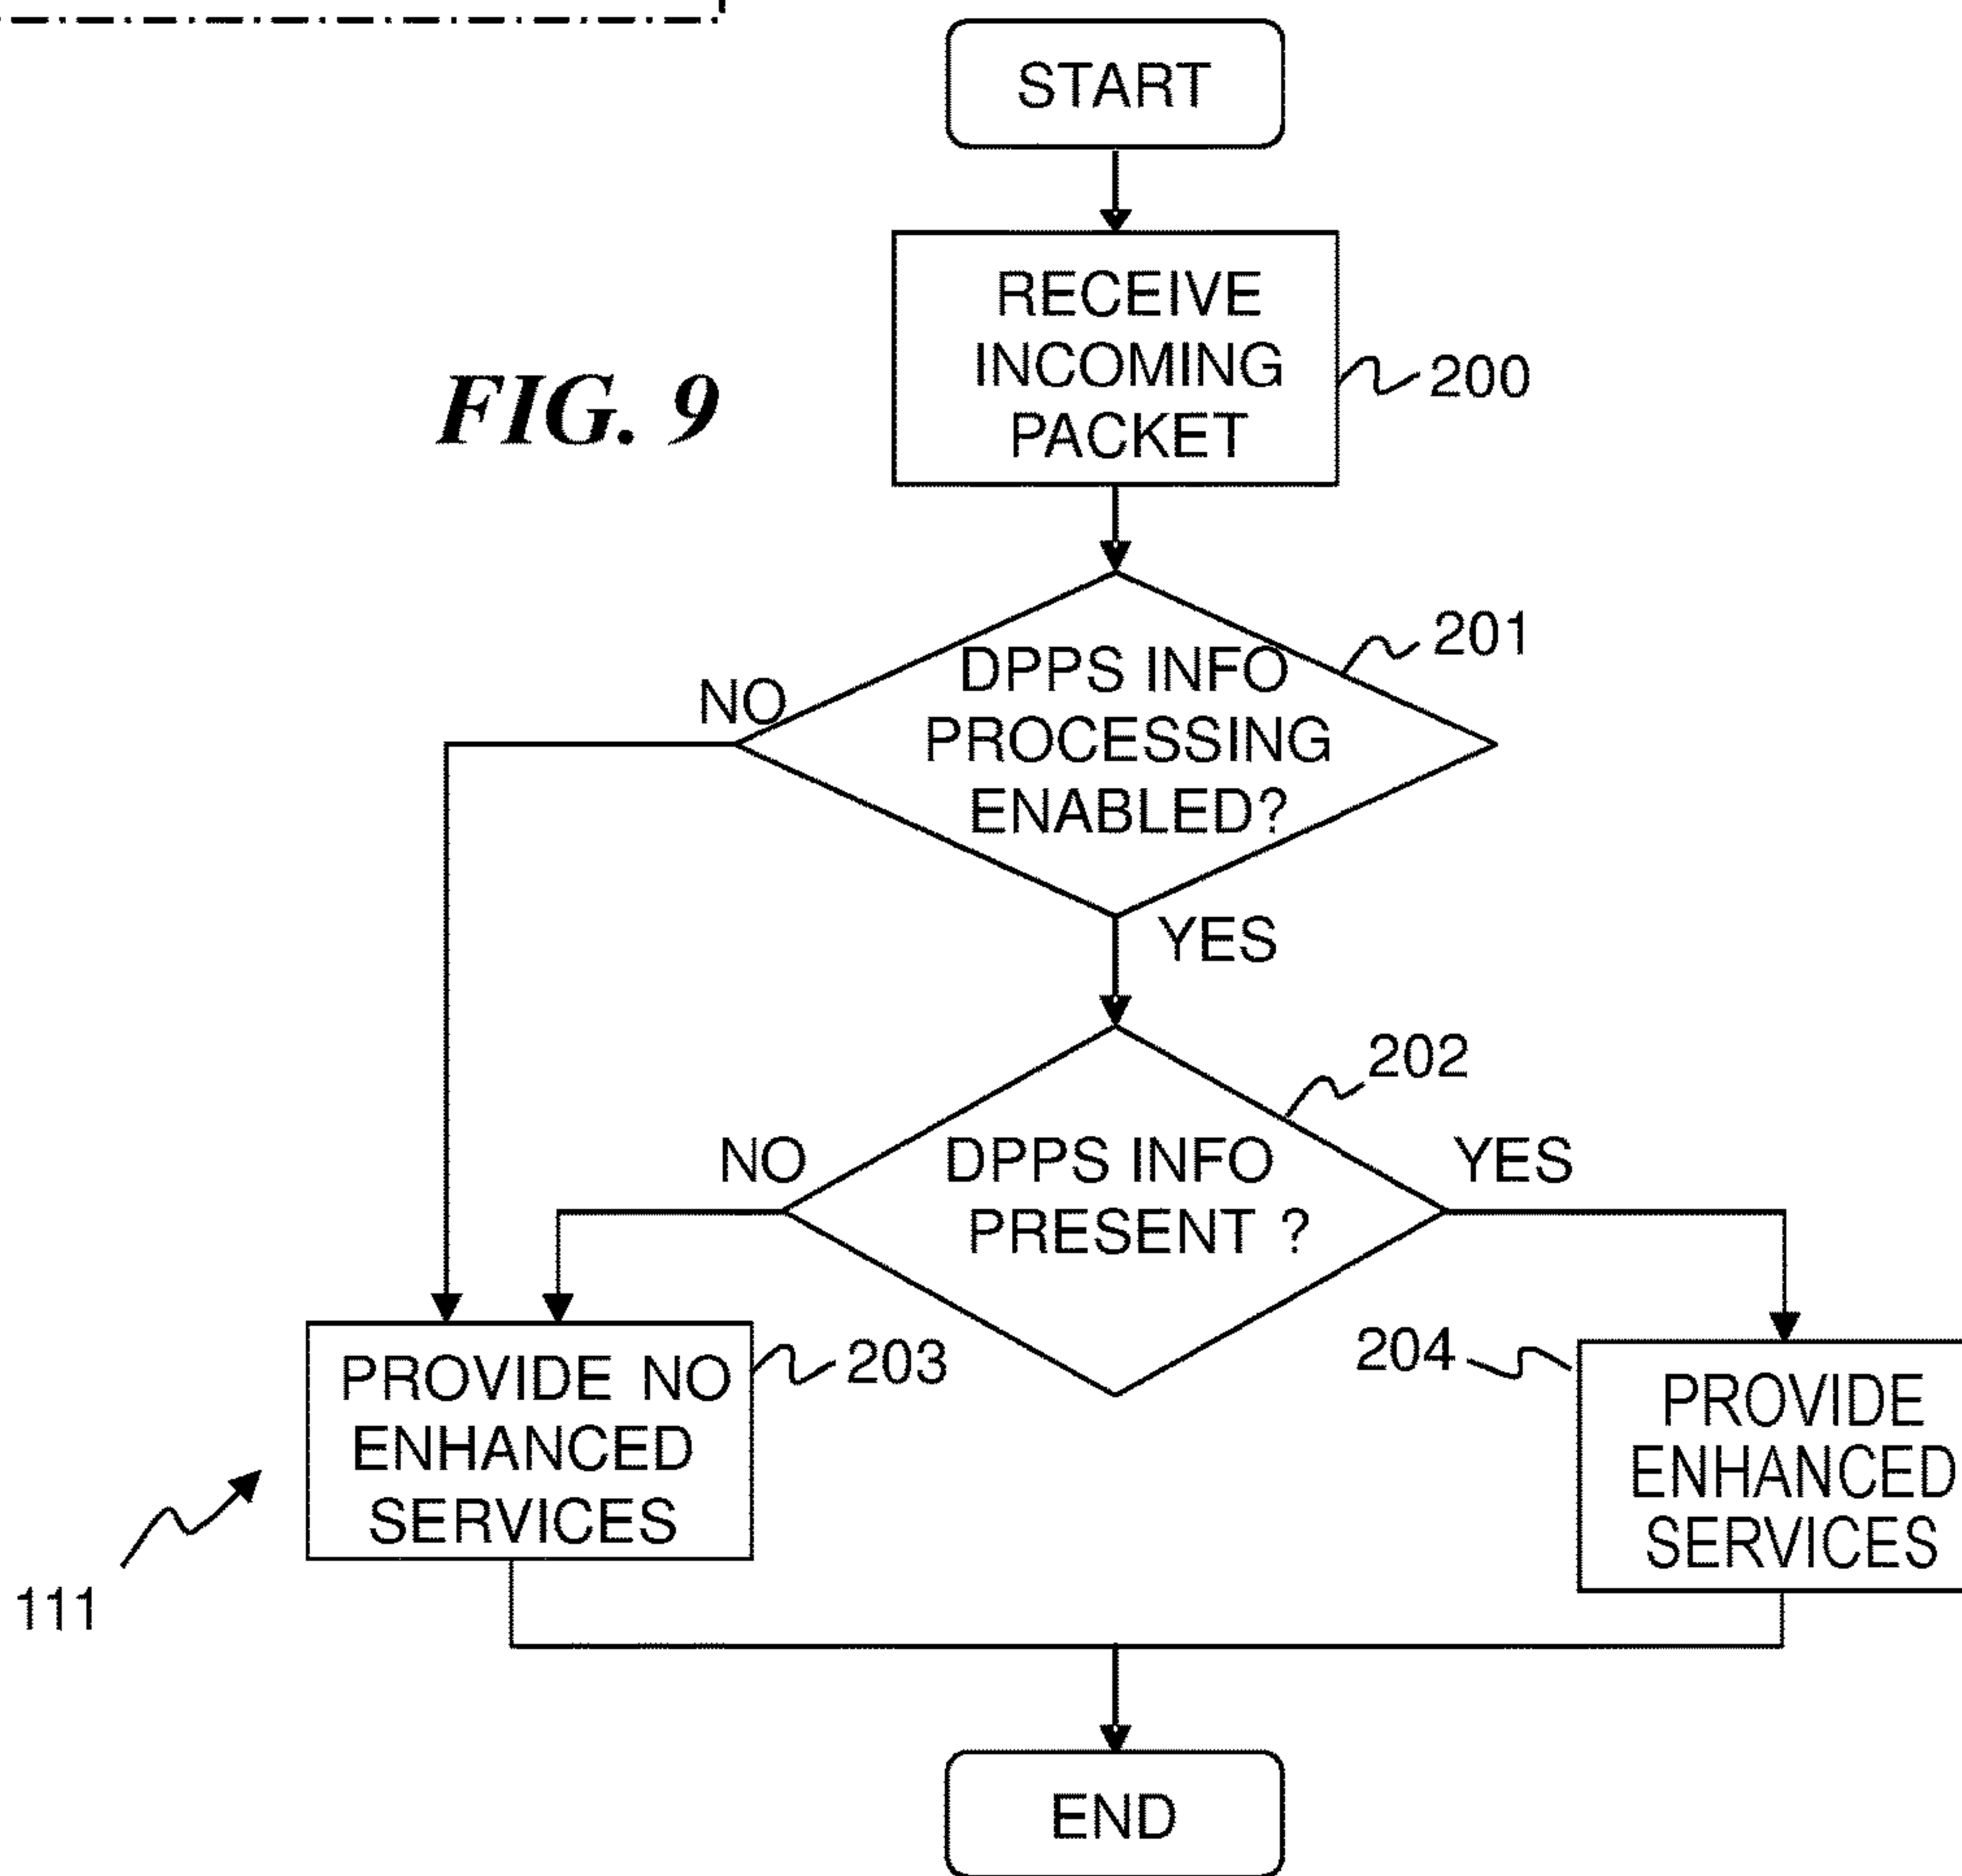 START
RECEIVE
INCOMING
PACKET
200
FIG. 9
DPPS INFO
PROCESSING
ENABLED?
201
NO
YES
DPPS INFO
PRESENT ?
202
NO
YES
PROVIDE NO
ENHANCED
SERVICES
203
204
PROVIDE
ENHANCED
SERVICES
111
END